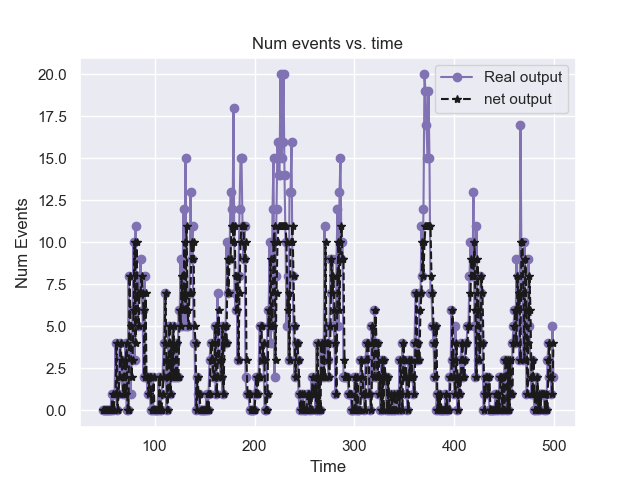 Num events vs. time
Real output
net output
20.0
17.5
15.0
12.5
10.0
7.5
5.0
2.5
0.0
Num Events
100 200 300 400 500
Time